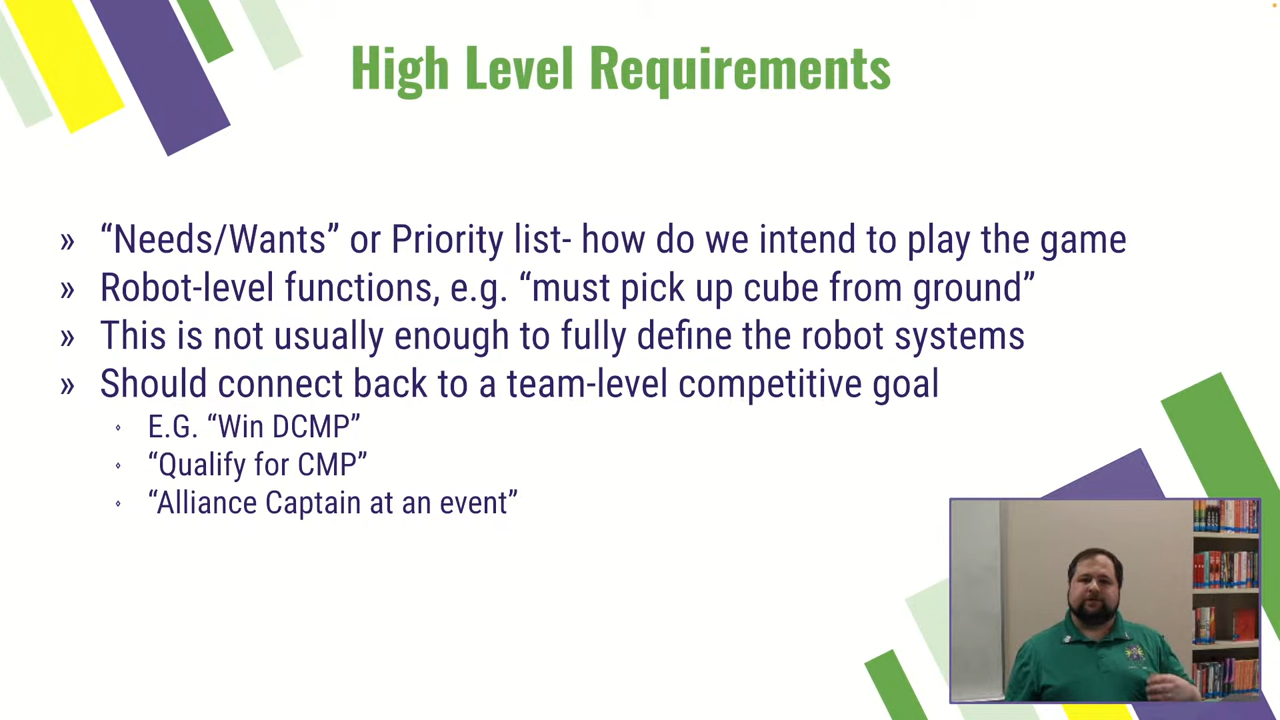 High Level Requirements
» “Needs/Wants” or Priority list- how do we intend to play the game
» Robot-level functions, e.g. “must pick up cube from ground”
» This is not usually enough to fully define the robot systems
» Should connect back to a team-level competitive goal
◊ E.G. “Win DCMP”
◊ “Qualify for CMP”
◊ “Alliance Captain at an event”